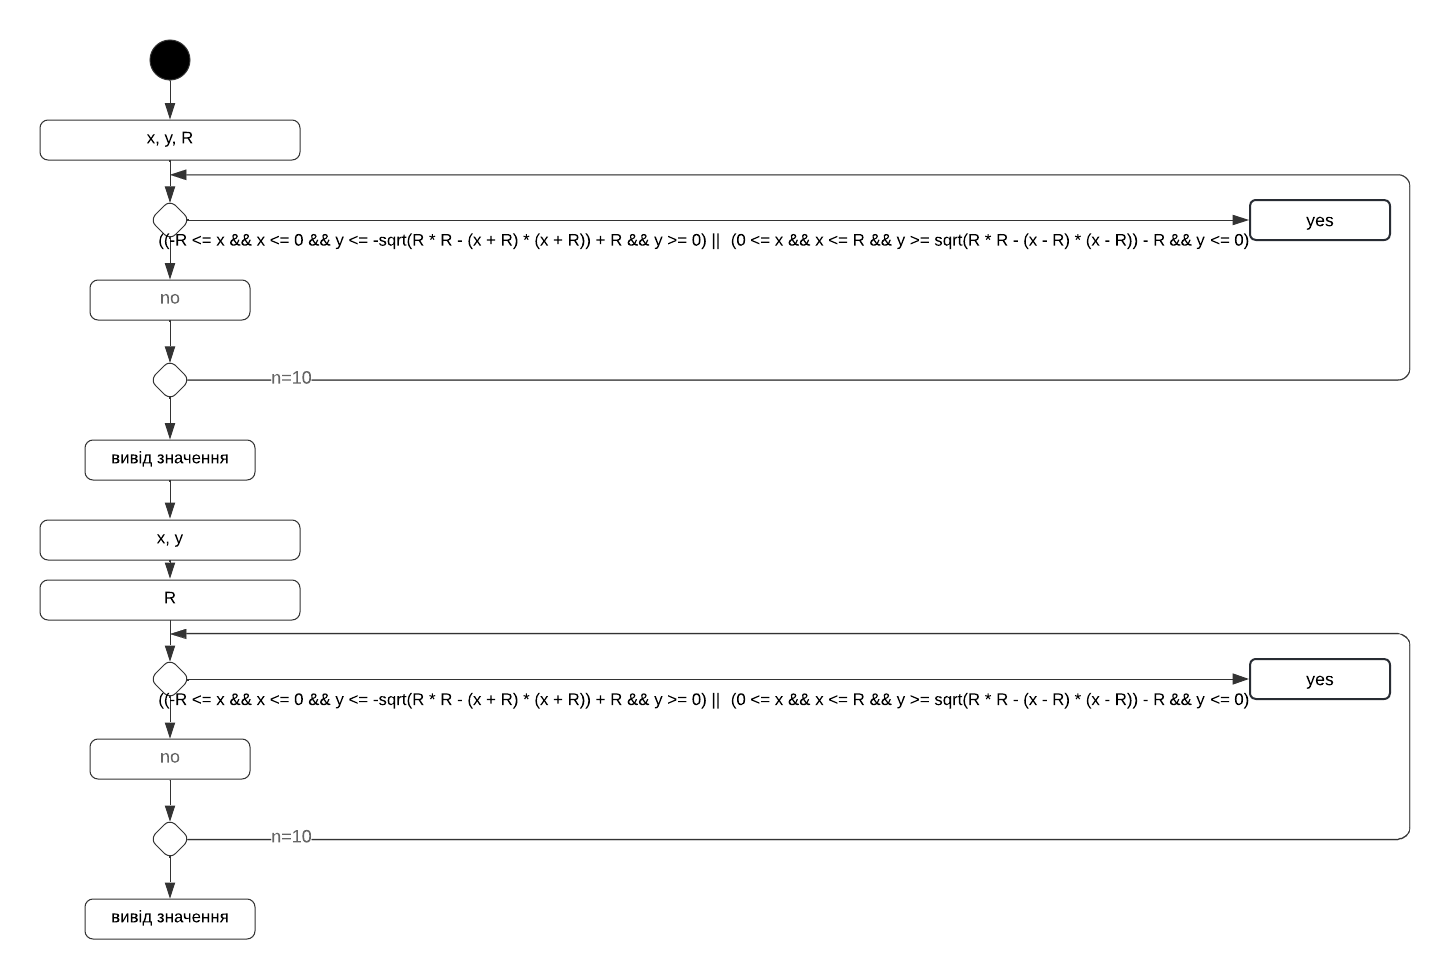 x, y, R
yes
((-R <= x && x <= 0 && y <= -sqrt(R * R - (x + R) * (x + R)) + R && y >= 0) || (0 <= x && x <= R && y >= sqrt(R * R - (x - R) * (x - R)) - R && y <= 0)
no
n=10
вивід значення
x, y
R
yes
((-R <= x && x <= 0 && y <= -sqrt(R * R - (x + R) * (x + R)) + R && y >= 0) || (0 <= x && x <= R && y >= sqrt(R * R - (x - R) * (x - R)) - R && y <= 0)
no
n=10
вивід значення